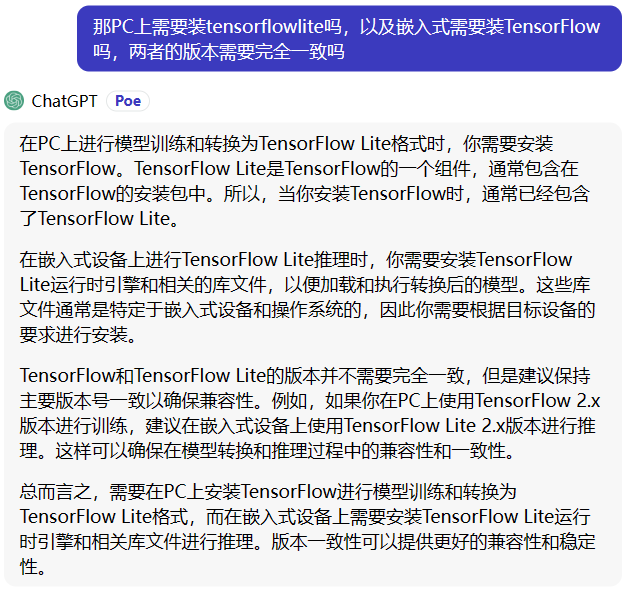 那PC上需要装tensorflowlite吗，以及嵌入式需要装TensorFlow
吗，两者的版本需要完全一致吗
ChatGPT Poe
在PC上进行模型训练和转换为TensorFlow Lite格式时，你需要安装
TensorFlow。TensorFlow Lite是TensorFlow的一个组件，通常包含在
TensorFlow的安装包中。所以，当你安装TensorFlow时，通常已经包含
了TensorFlow Lite。
在嵌入式设备上进行TensorFlow Lite推理时，你需要安装TensorFlow
Lite运行时引擎和相关的库文件，以便加载和执行转换后的模型。这些库
文件通常是特定于嵌入式设备和操作系统的，因此你需要根据目标设备的
要求进行安装。
TensorFlow和TensorFlow Lite的版本并不需要完全一致，但是建议保持
主要版本号一致以确保兼容性。例如，如果你在PC上使用TensorFlow 2.x
版本进行训练，建议在嵌入式设备上使用TensorFlow Lite 2.x版本进行推
理。这样可以确保在模型转换和推理过程中的兼容性和一致性。
总而言之，需要在PC上安装TensorFlow进行模型训练和转换为
TensorFlow Lite格式，而在嵌入式设备上需要安装TensorFlow Lite运行
时引擎和相关库文件进行推理。版本一致性可以提供更好的兼容性和稳定
性。